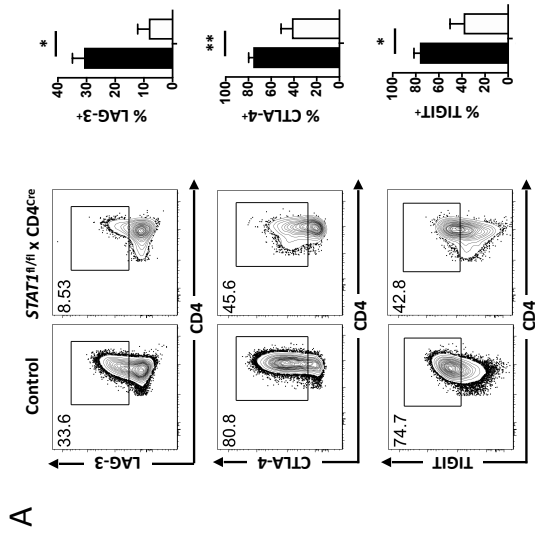 A
Control
STAT1fl/fl x CD4Cre
33.6
8.53
LAG-3
CD4
% LAG-3+
40
30
20
10
0
*
80.8
45.6
CTLA-4
CD4
% CTLA-4+
100
80
60
40
20
0
**
74.7
42.8
TIGIT
CD4
% TIGIT+
100
80
60
40
20
0
*